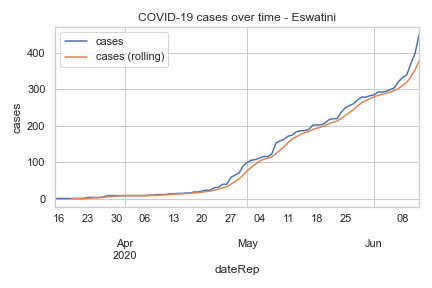 COVID-19 cases over time - Eswatini
cases
cases (rolling)
400
300
200
100
0
cases
16 23 30 06 13 20 27 04 11 18 25 08
Apr May Jun
2020
dateRep